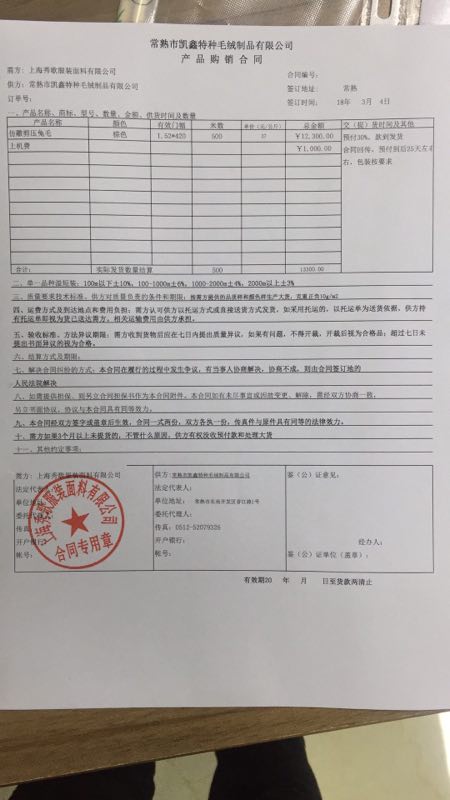 常熟市凯鑫特种毛绒制品有限公司
产 品 购 销 合 同
需方：上海秀歌服装面料有限公司
合同编号：
供方：常熟市凯鑫特种毛绒制品有限公司
签订地址： 常熟
订单号：
签订时间： 18年 3月 4日
一、产品名称、商标、型号、数量、金额、供货时间及数量
产品名称 颜色 有效门幅 米数 单价（元/公斤） 总金额 交（提）货时间及其他
仿獭剪压兔毛 棕色 1.52*420 500 37 ¥12,300.00 预付30%，款到发货
上机费 ¥1,000.00 合同回传，预付到后25天左
右，包装按要求
合计： 实际发货数量结算 500 13300.00
二、单一品种溢短装：100m以下±10%，100-1000m±6%，1000-2000m±4%，2000m以上±3%
三、质量要求技术标准、供方对质量负责的条件和期限：按需方提供的品质样和颜色样生产大货，克重正负10g/m2
四、运费方式及到达地点和费用负担：需方认可供方以托运方式或直接送货方式发货，如采用托运的，以托运单为送货依据，供方持
有托运单即视为货已送达需方。相关运输费用由供方承担。
五、验收标准、方法及异议期限：需方收到货物后应在七日内提出质量异议，如果有问题，不得开裁，开裁后视为合格品；超过七日未
提出书面异议的视为合格。
六、结算方式及期限：
七、解决合同纠纷的方式：本合同在履行的过程中发生争议，有当事人协商解决，协商不成，则由合同签订地的
人民法院解决
八、如需提供担保，则另立合同担保书作为本合同附件。本合同如有未尽事宜或因故变更、解除，需经双方协商一致，
另立书面协议，协议与本合同具有同等效力。
九、本合同经双方签字或盖章后生效，合同一式两份，双方各执一份，传真件与原件具有同等的法律效力。
十、需方如果3个月以上未提货的，不管什么原因，供方有权没收预付款和处理大货
十一、其他约定事项：
需方：上海秀歌服装面料有限公司
法定代表人：
单位地址：
委托代理人：
传真：
开户银行：
帐号：
上海秀歌服装面料有限公司
合同专用章
供方：常熟市凯鑫特种毛绒制品有限公司
法定代表人：
单位地址： 常熟市东南开发区香江路1号
委托代理人：
传真：0512-52079326
开户银行：
帐号：
鉴（公）证意见：
经办人：
鉴（公）证单位（盖章）：
有效期20 年 月 日至货款两清止